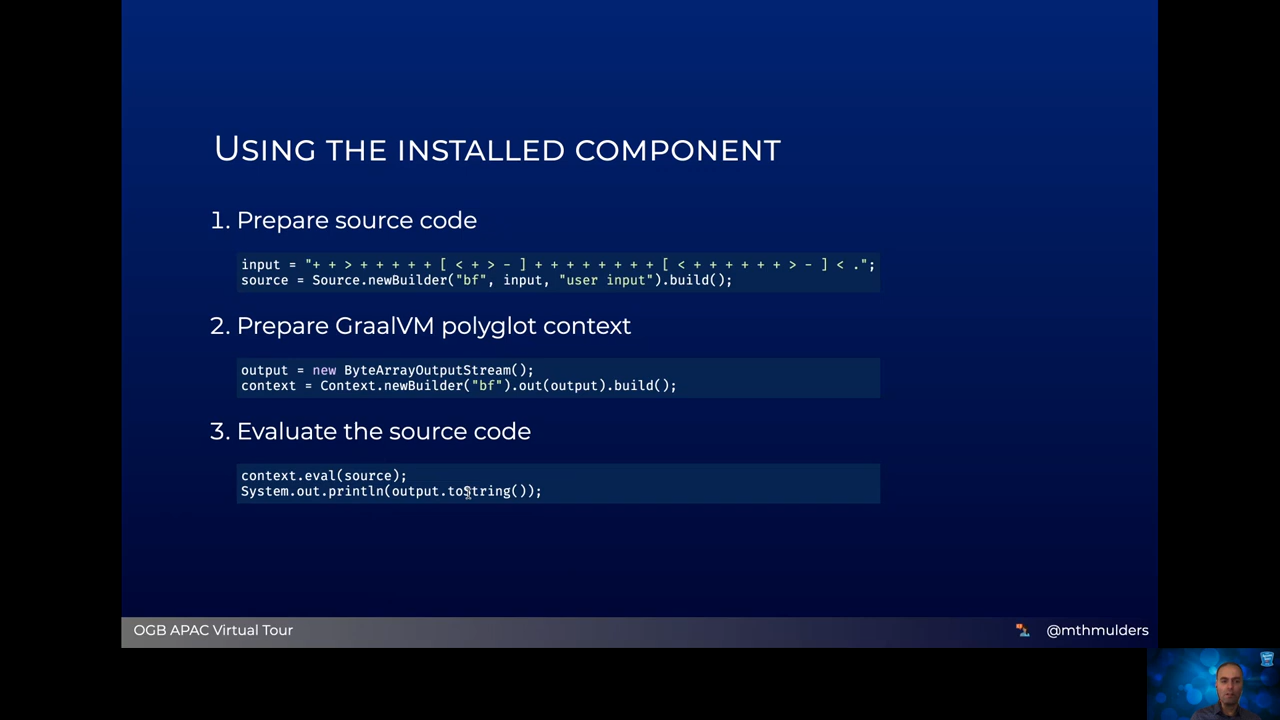 USING THE INSTALLED COMPONENT
1. Prepare source code
input = "+ + > + + + + + [ < + > - ] + + + + + + + + [ < + + + + + + > - ] < .";
source = Source.newBuilder("bf", input, "user input").build();
2. Prepare GraalVM polyglot context
output = new ByteArrayOutputStream();
context = Context.newBuilder("bf").out(output).build();
3. Evaluate the source code
context.eval(source);
System.out.println(output.toString());
OGB APAC Virtual Tour
@mthmulders